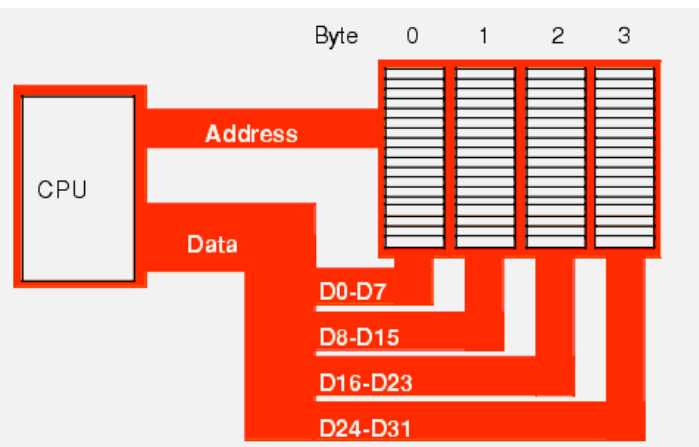 Byte 0 1 2 3
Address
CPU
Data
D0-D7
D8-D15
D16-D23
D24-D31